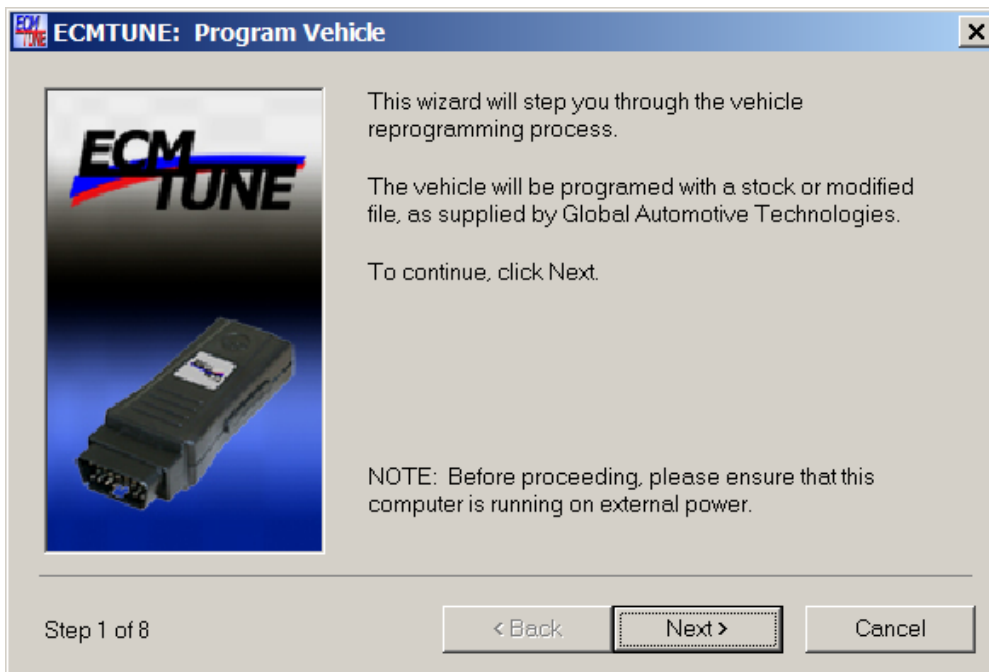 ECM
TUNE
ECMTUNE: Program Vehicle
ECM
TUNE
This wizard will step you through the vehicle
reprogramming process.
The vehicle will be programed with a stock or modified
file, as supplied by Global Automotive Technologies.
To continue, click Next.
NOTE: Before proceeding, please ensure that this
computer is running on external power.
Step 1 of 8
< Back
Next >
Cancel